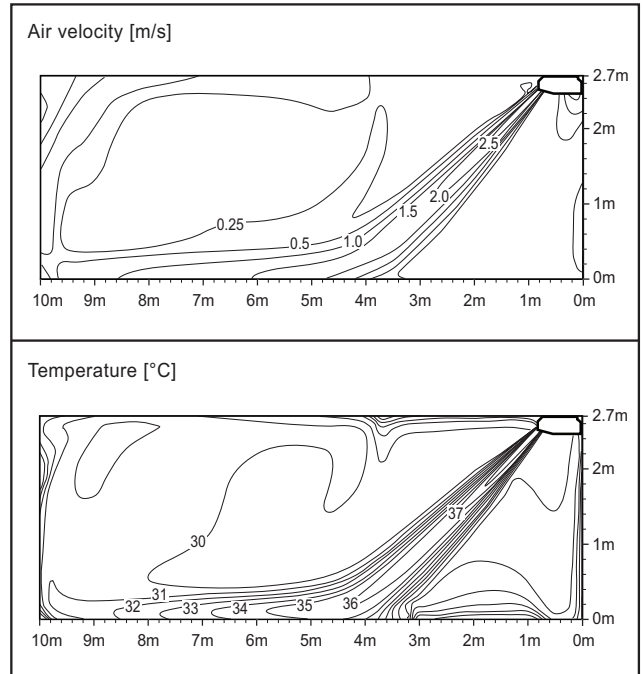 Air velocity [m/s]
2.7m
2.5
2m
2.0
1.5
1m
0.25
0.5
1.0
0m
10m 9m 8m 7m 6m 5m 4m 3m 2m 1m 0m
Temperature [°C]
2.7m
2m
37
30
1m
31
32 33 34 35 36
0m
10m 9m 8m 7m 6m 5m 4m 3m 2m 1m 0m